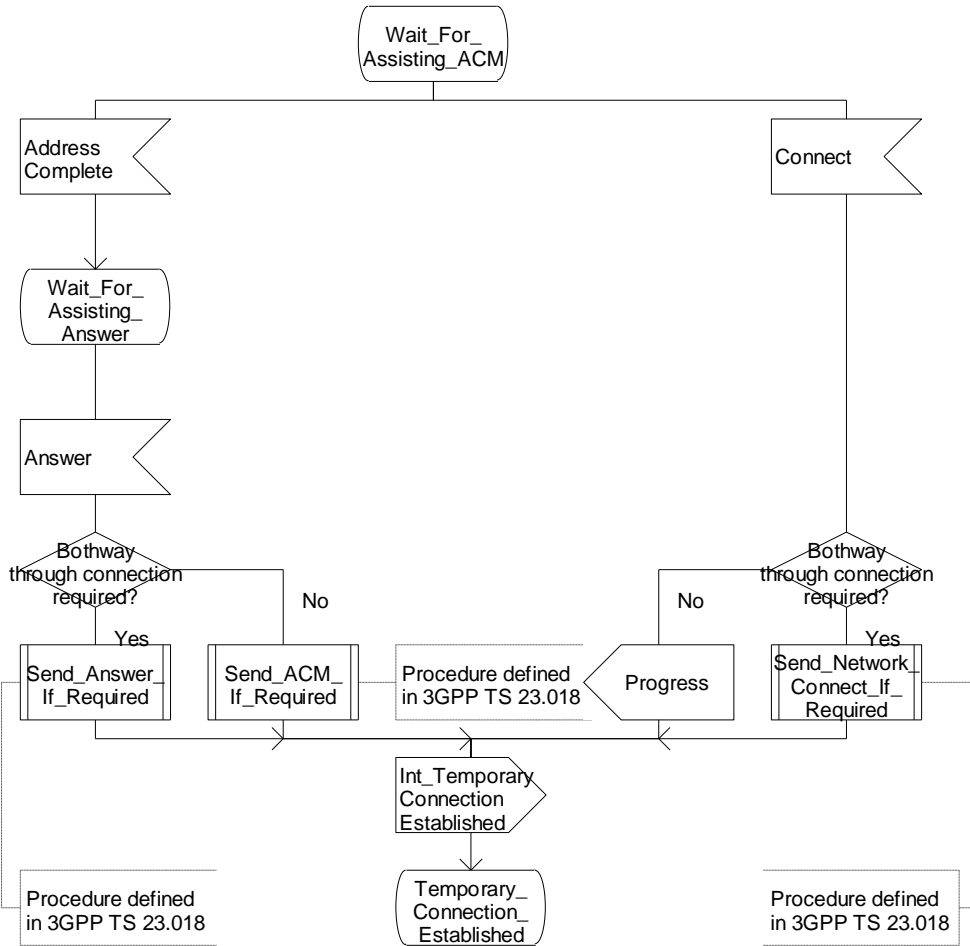 Wait_For_
Assisting_ACM
Address
Complete
Connect
Wait_For_
Assisting_
Answer
Answer
Bothway
through connection
required?
Bothway
through connection
required?
No
No
Yes
Yes
Send_Answer_
If_Required
Send_ACM_
If_Required
Procedure defined
in 3GPP TS 23.018
Progress
Send_Network_
Connect_If_
Required
Int_Temporary
Connection
Established
Procedure defined
in 3GPP TS 23.018
Temporary_
Connection_
Established
Procedure defined
in 3GPP TS 23.018